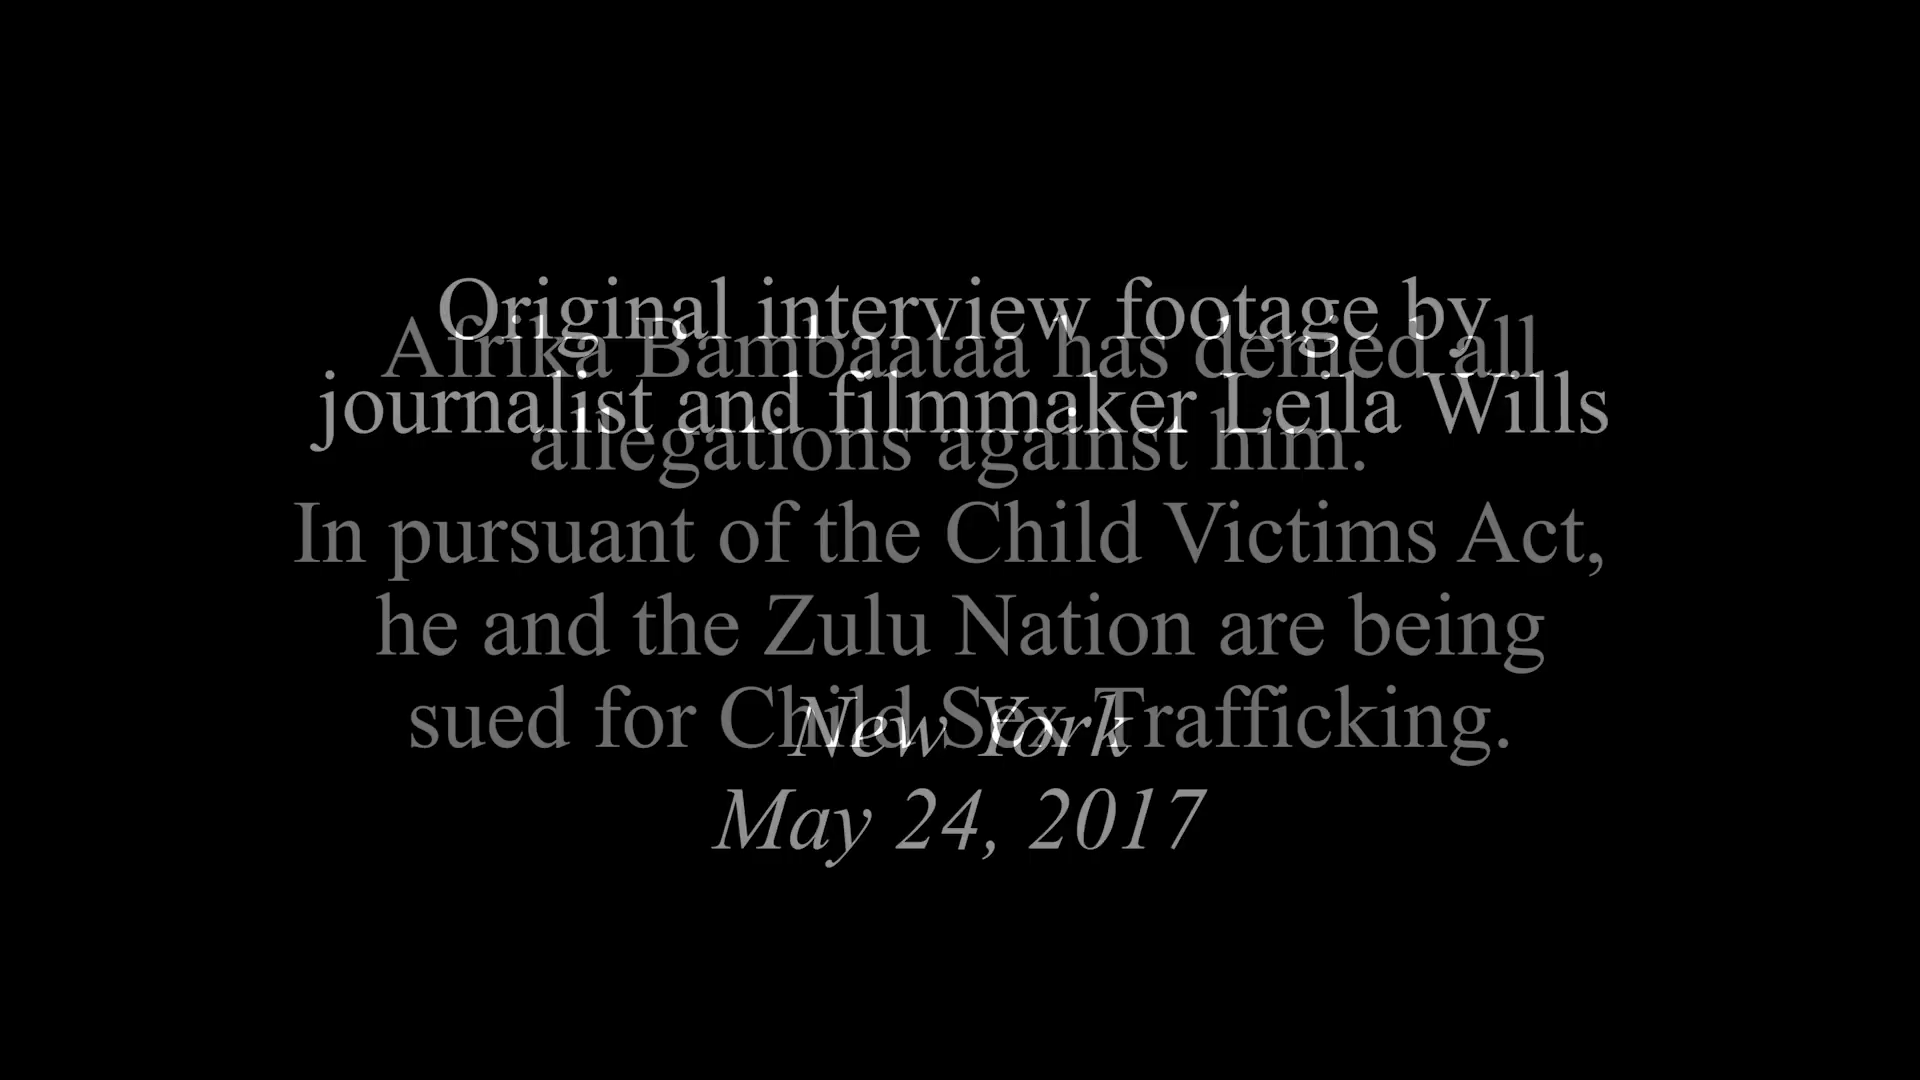 Original interview footage by
Afrika Bambaataa has denied all
journalist and filmmaker Leila Wills
allegations against him.
In pursuant of the Child Victims Act,
he and the Zulu Nation are being
sued for Child Sex Trafficking.
New York
May 24, 2017